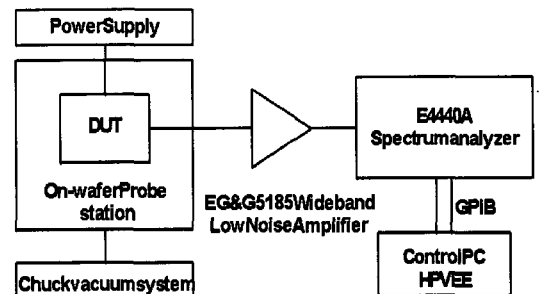 PowerSupply
DUT
On-waferProbe
station
EG&G5185Wideband
LowNoiseAmplifier
E4440A
Spectrumanalyzer
GPIB
Chuckvacuumsystem
ControlPC
HPVEE